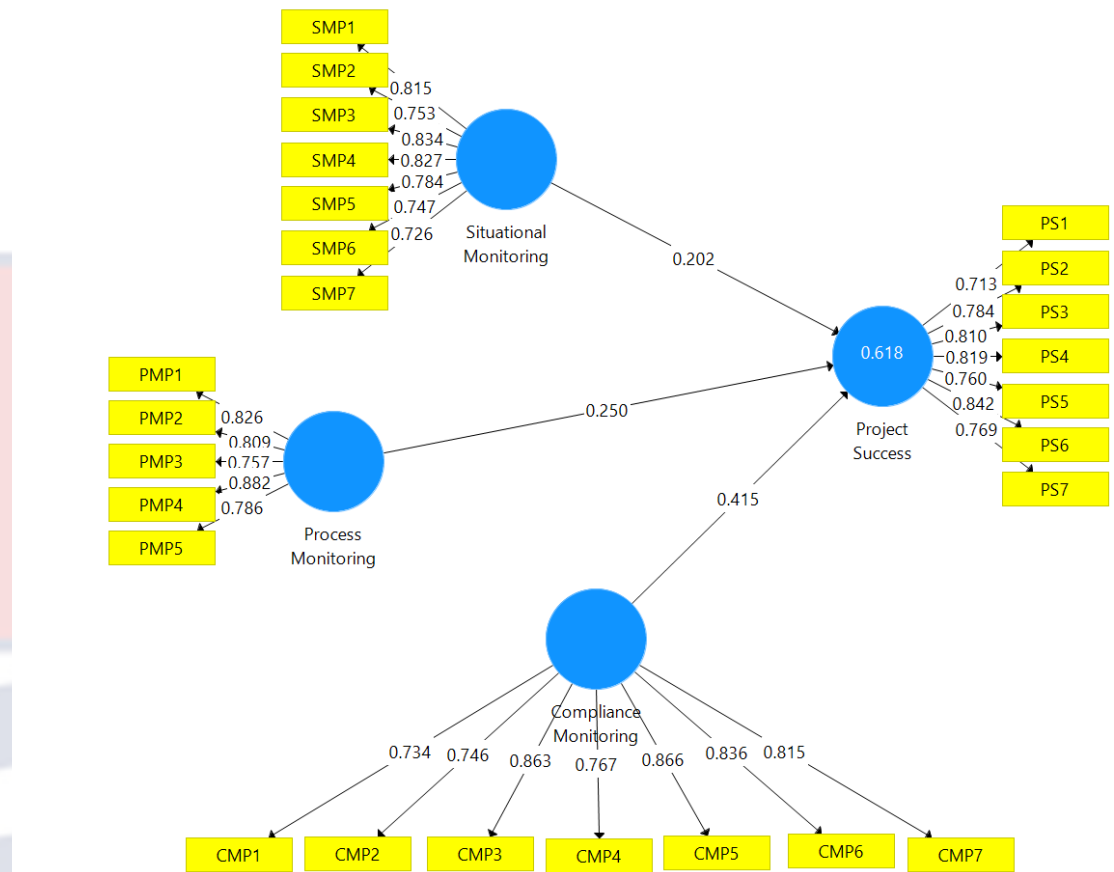 SMP1
SMP2
SMP3
SMP4
SMP5
SMP6
SMP7
0.815
0.753
0.834
0.827
0.784
0.747
0.726
Situational
Monitoring
0.202
PMP1
PMP2
PMP3
PMP4
PMP5
0.826
0.809
0.757
0.882
0.786
Process
Monitoring
0.250
0.618
Project
Success
0.713
0.784
0.810
0.819
0.760
0.842
0.769
PS1
PS2
PS3
PS4
PS5
PS6
PS7
0.415
Compliance
Monitoring
0.734
0.746
0.863
0.767
0.866
0.836
0.815
CMP1
CMP2
CMP3
CMP4
CMP5
CMP6
CMP7